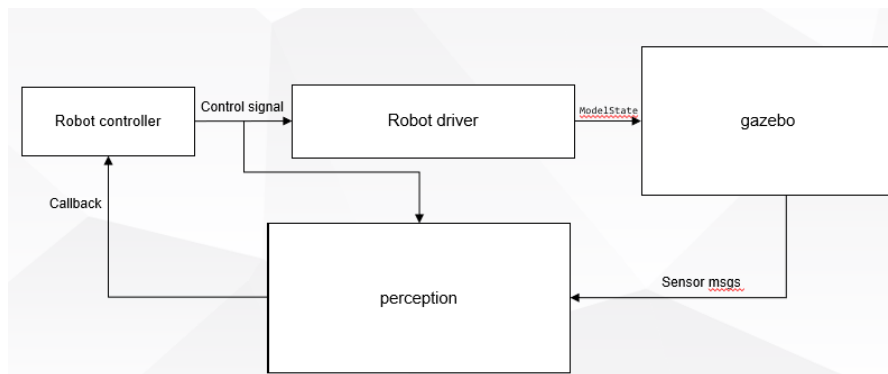 Robot controller
Control signal
Robot driver
ModelState
gazebo
Callback
perception
Sensor msgs